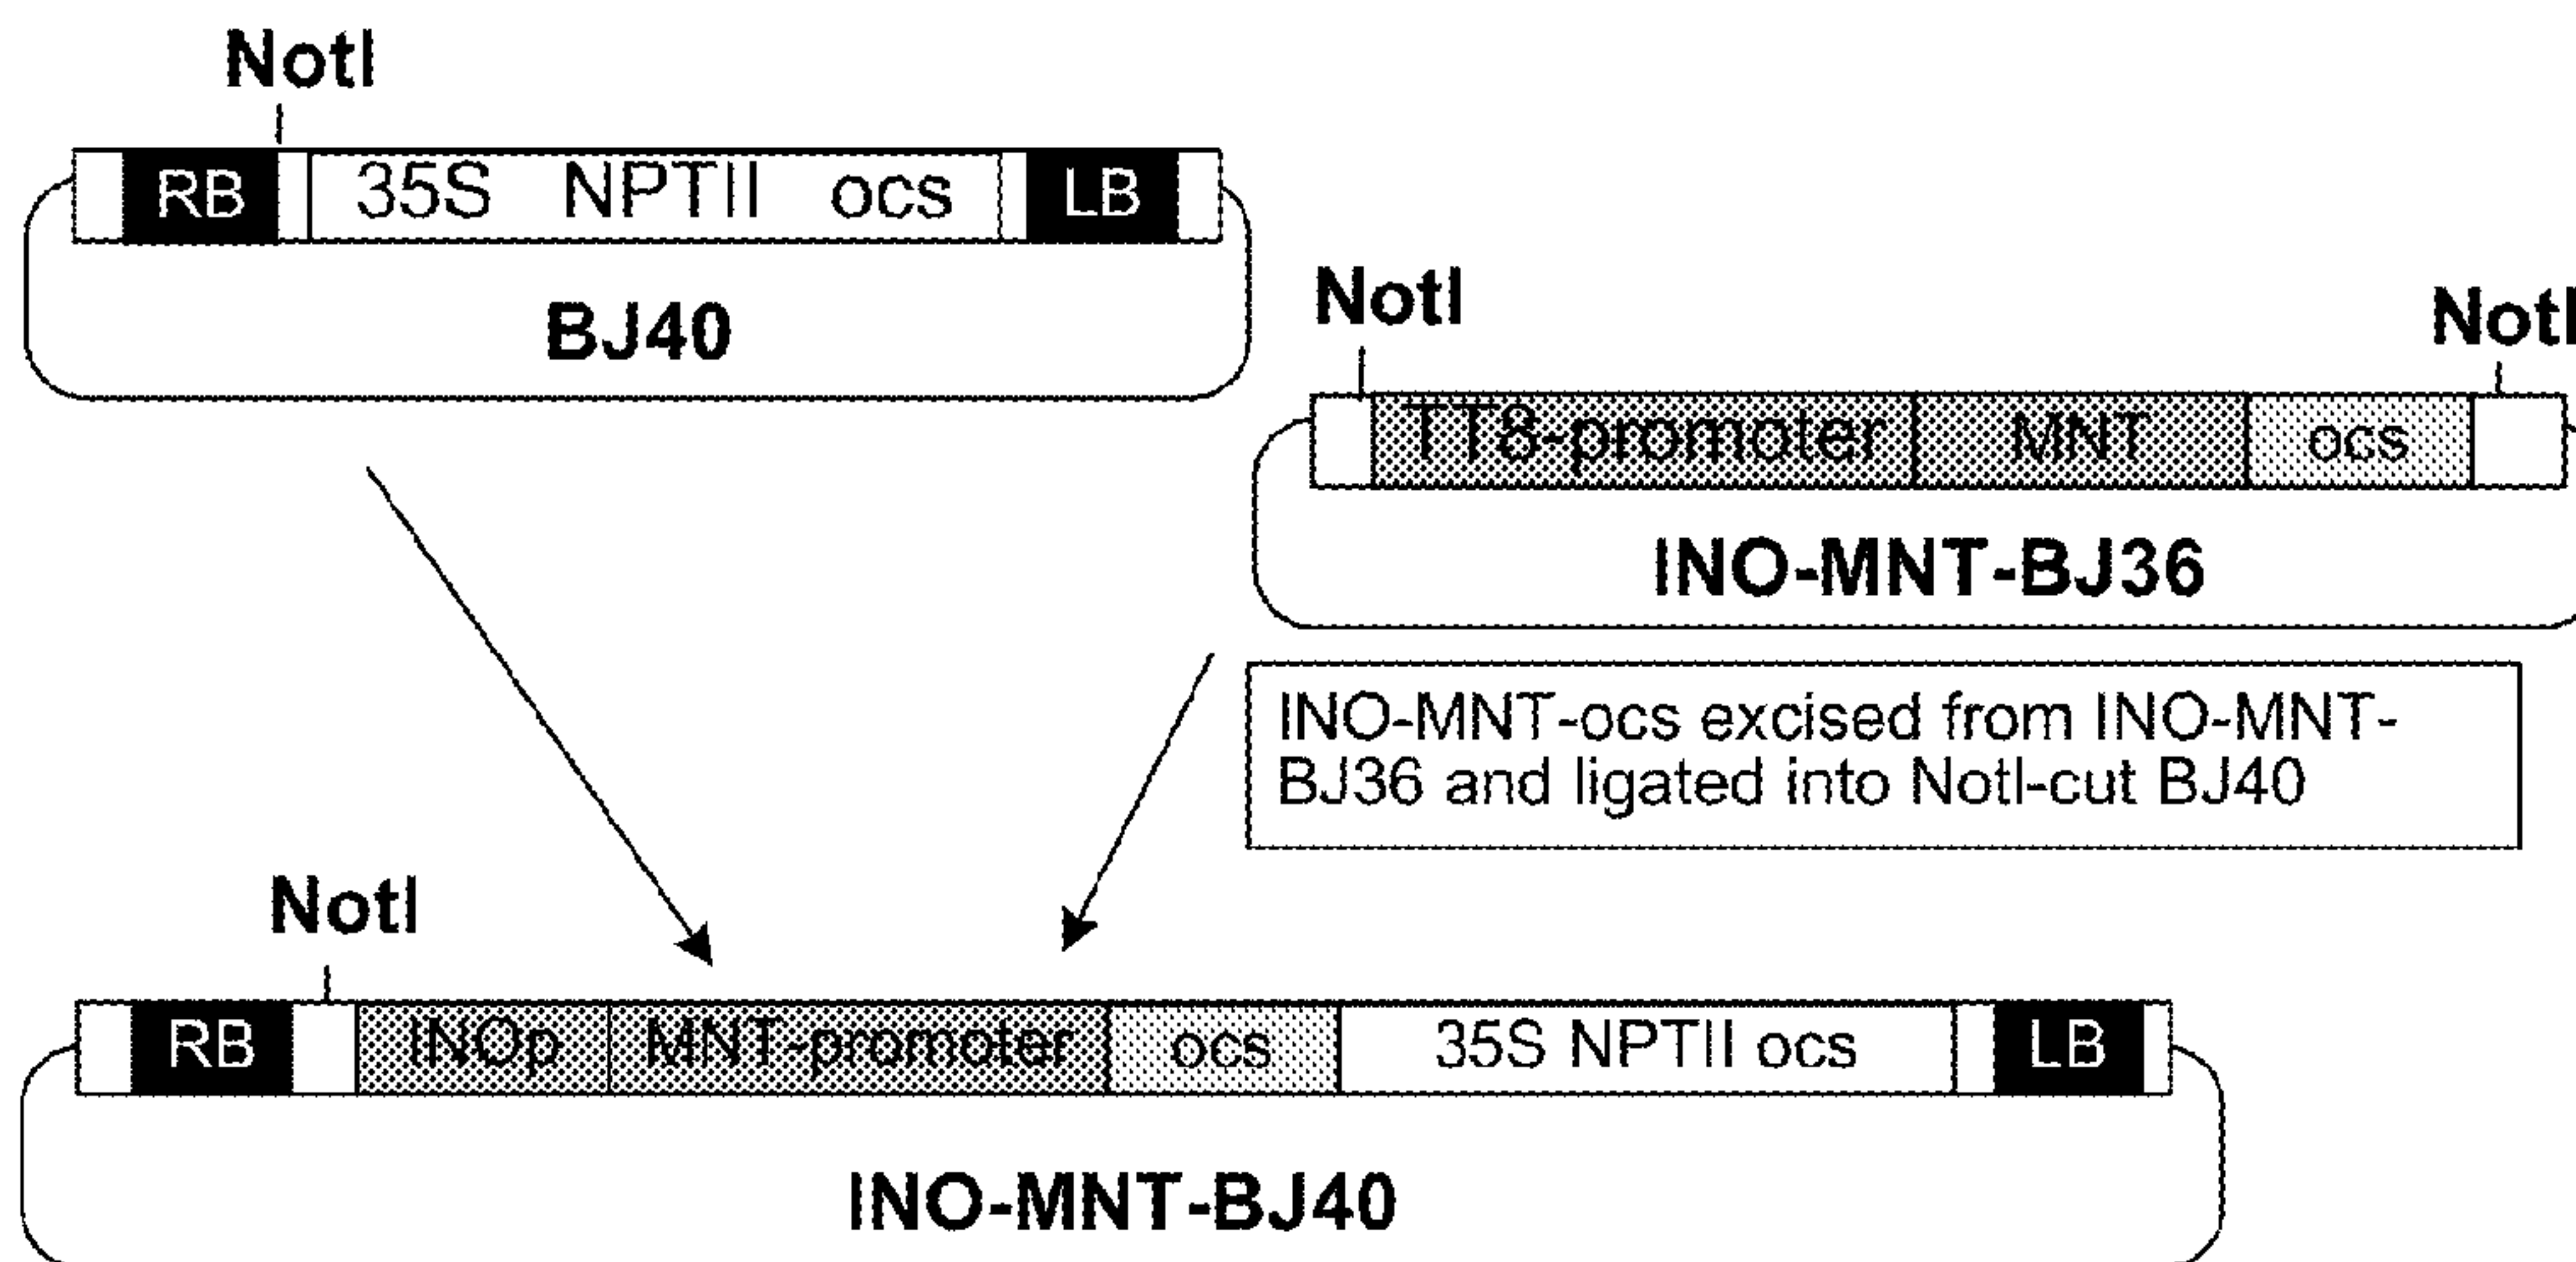 NotI
RB 35S NPTII ocs LB
BJ40
NotI
NotI
TT8-promoter MNT ocs
INO-MNT-BJ36
INO-MNT-ocs excised from INO-MNT-
BJ36 and ligated into NotI-cut BJ40
NotI
RB INOp MNT-promoter ocs 35S NPTII ocs LB
INO-MNT-BJ40